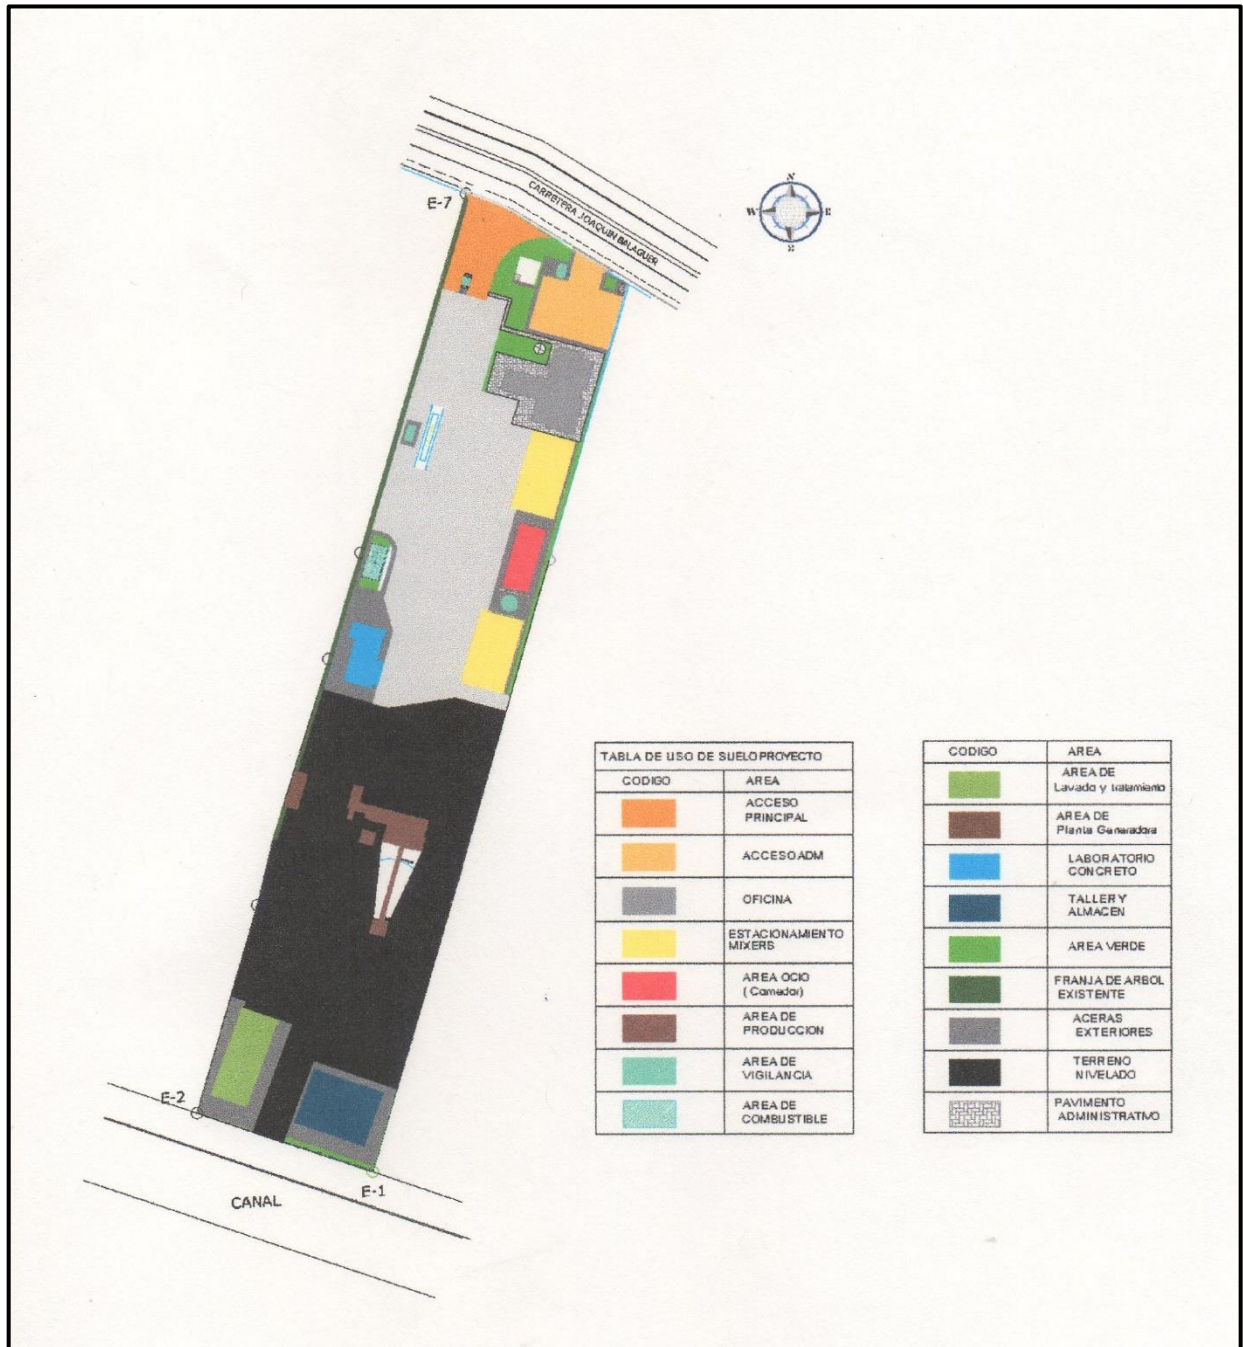 CARRETERA JOAQUIN BALAGUER
N
W
E
S
E-7
TABLA DE USO DE SUELO PROYECTO
CODIGO AREA
ACCESO
PRINCIPAL
ACCESO ADM
OFICINA
ESTACIONAMIENTO
MIXERS
AREA OCIO
( Comedor)
AREA DE
PRODUCCION
AREA DE
VIGILANCIA
AREA DE
COMBUSTIBLE
CODIGO AREA
AREA DE
Lavado y tratamiento
AREA DE
Planta Generadora
LABORATORIO
CONCRETO
TALLER Y
ALMACEN
AREA VERDE
FRANJA DE ARBOL
EXISTENTE
ACERAS
EXTERIORES
TERRENO
NIVELADO
PAVIMENTO
ADMINISTRATIVO
E-2
E-1
CANAL